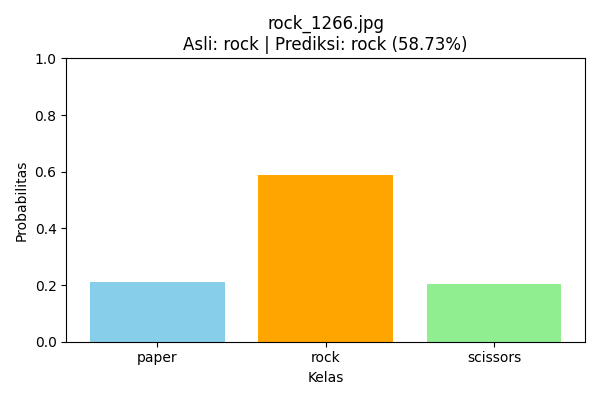 rock_1266.jpg
Asli: rock | Prediksi: rock (58.73%)
1.0
0.8
0.6
0.4
0.2
0.0
Probabilitas
paper rock scissors
Kelas